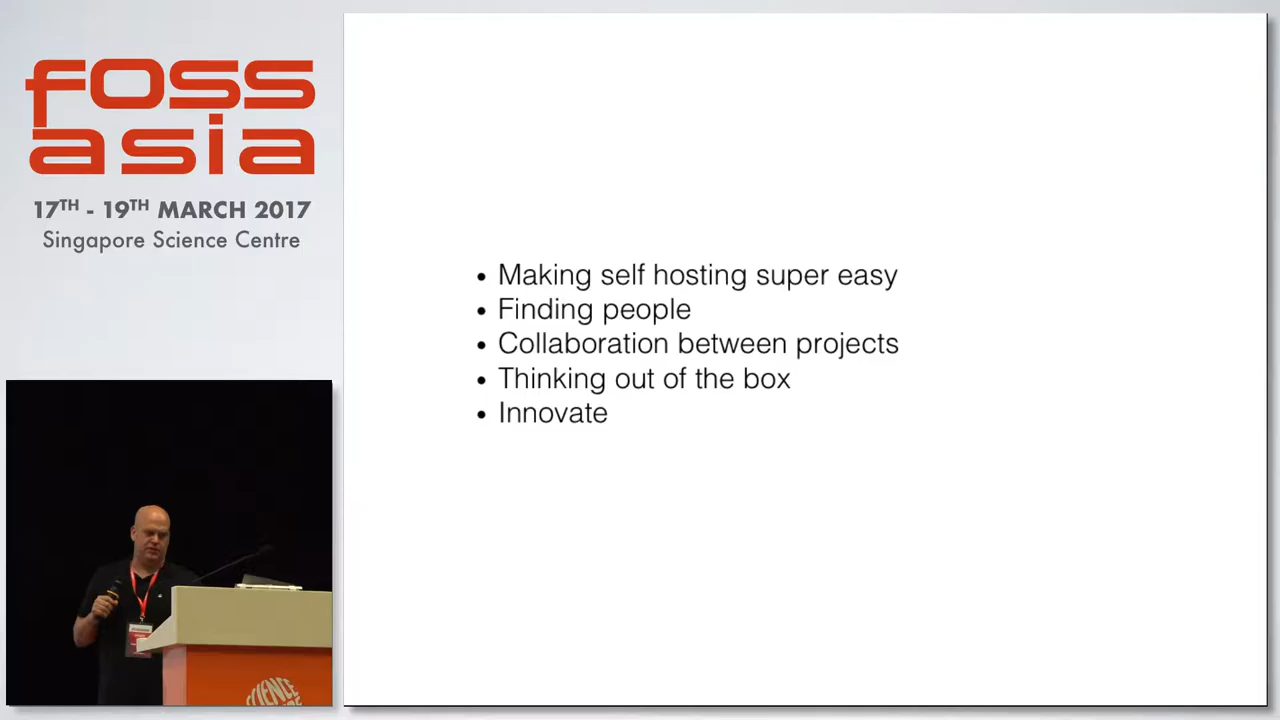 foss
asia
17TH - 19TH MARCH 2017
Singapore Science Centre
• Making self hosting super easy
• Finding people
• Collaboration between projects
• Thinking out of the box
• Innovate
SCIENCE